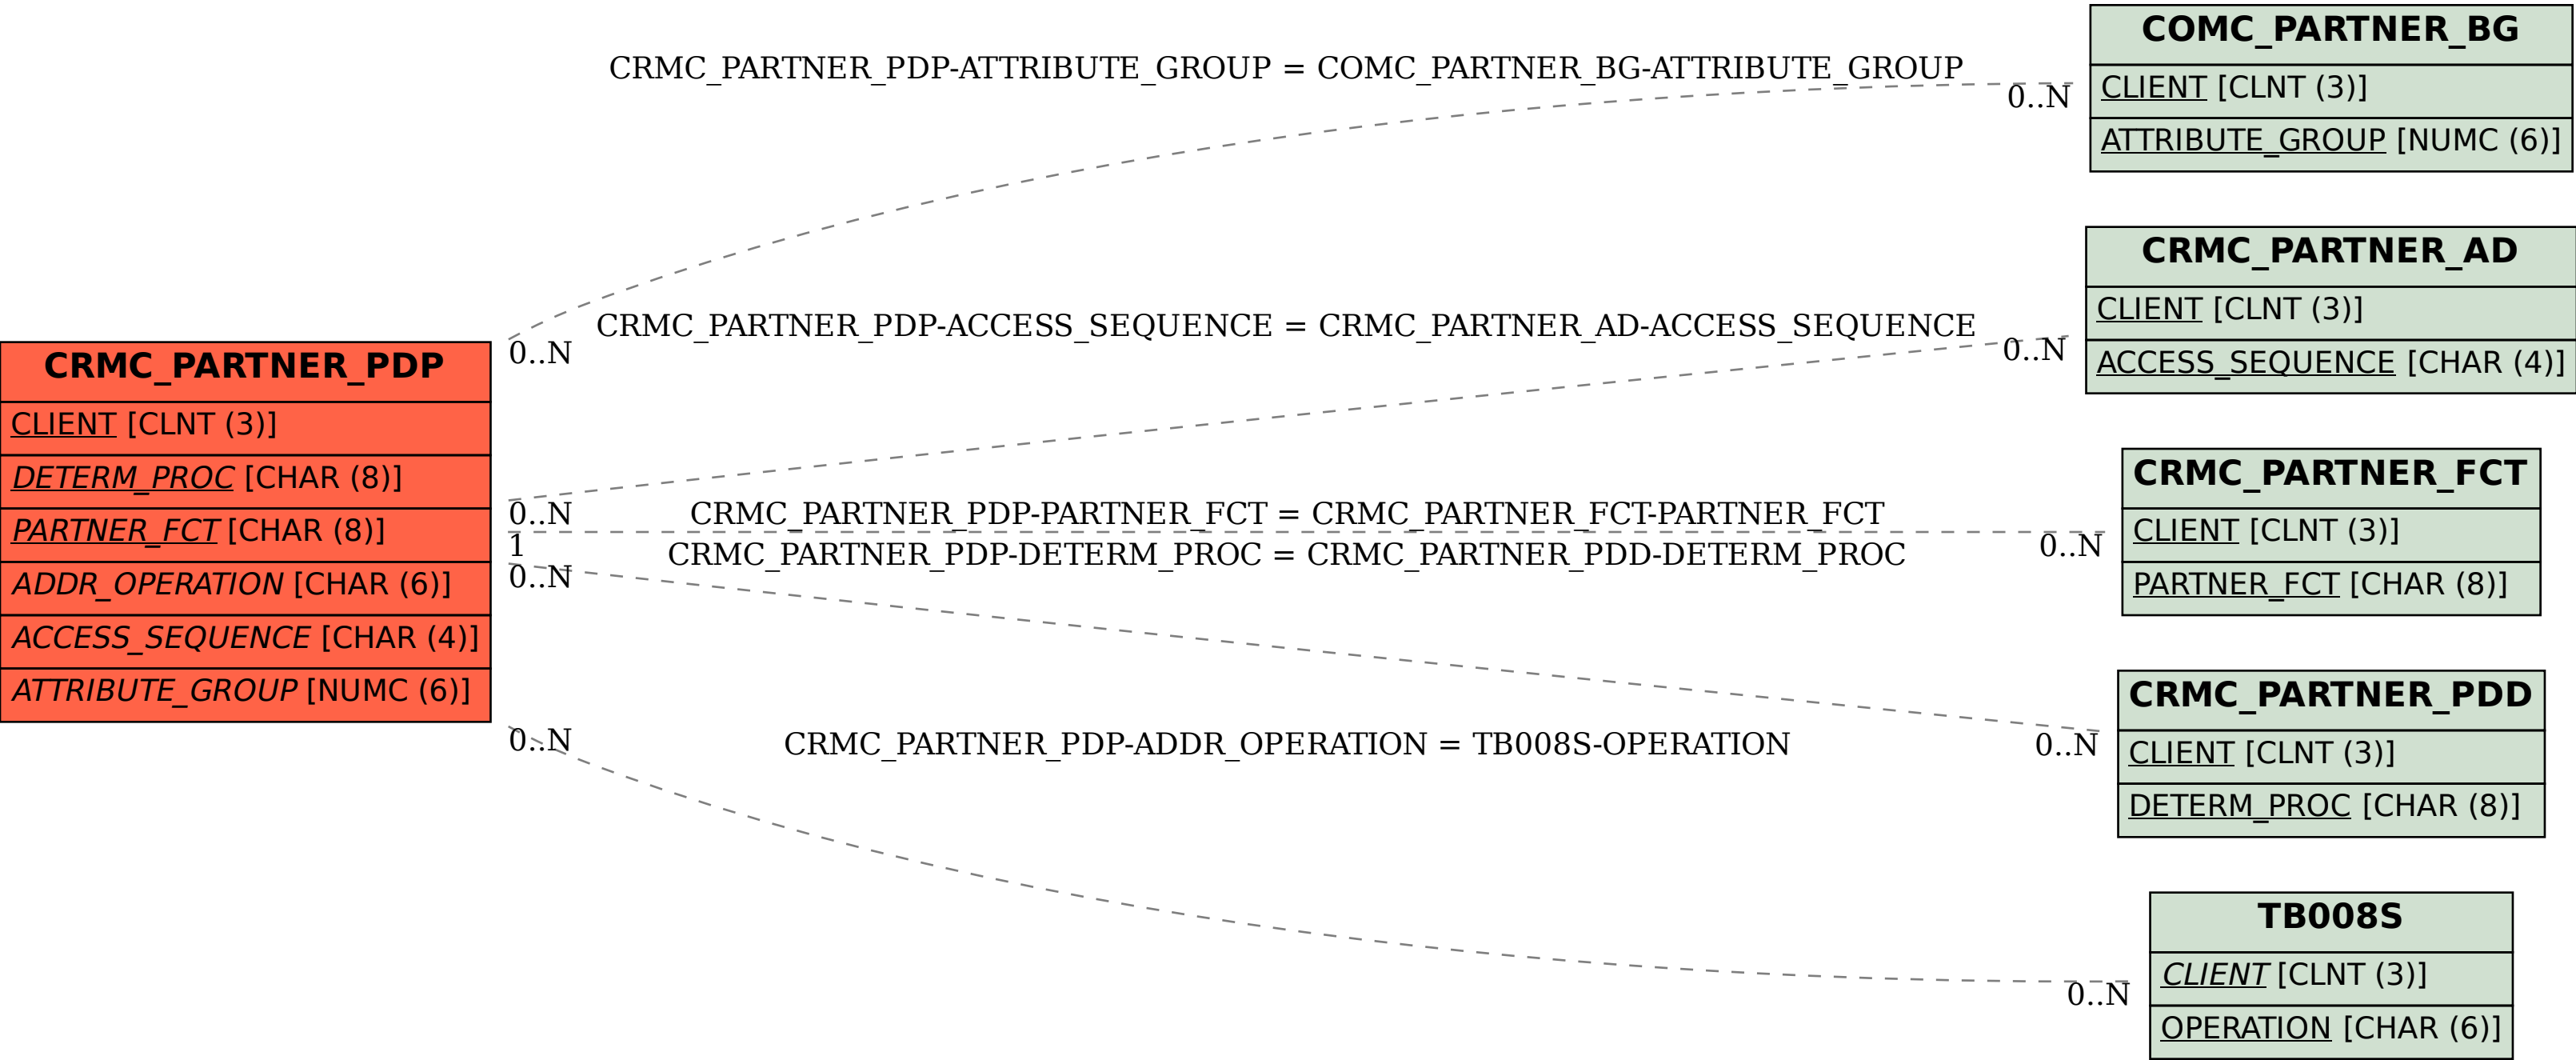 COMC_PARTNER_BG
CLIENT [CLNT (3)]
ATTRIBUTE_GROUP [NUMC (6)]
CRMC_PARTNER_PDP-ATTRIBUTE_GROUP = COMC_PARTNER_BG-ATTRIBUTE_GROUP
0..N
0..N
CRMC_PARTNER_AD
CLIENT [CLNT (3)]
ACCESS_SEQUENCE [CHAR (4)]
CRMC_PARTNER_PDP-ACCESS_SEQUENCE = CRMC_PARTNER_AD-ACCESS_SEQUENCE
0..N
0..N
CRMC_PARTNER_PDP
CLIENT [CLNT (3)]
DETERM_PROC [CHAR (8)]
PARTNER_FCT [CHAR (8)]
ADDR_OPERATION [CHAR (6)]
ACCESS_SEQUENCE [CHAR (4)]
ATTRIBUTE_GROUP [NUMC (6)]
CRMC_PARTNER_PDP-PARTNER_FCT = CRMC_PARTNER_FCT-PARTNER_FCT
1
0..N
CRMC_PARTNER_FCT
CLIENT [CLNT (3)]
PARTNER_FCT [CHAR (8)]
CRMC_PARTNER_PDP-DETERM_PROC = CRMC_PARTNER_PDD-DETERM_PROC
0..N
0..N
CRMC_PARTNER_PDD
CLIENT [CLNT (3)]
DETERM_PROC [CHAR (8)]
CRMC_PARTNER_PDP-ADDR_OPERATION = TB008S-OPERATION
0..N
0..N
TB008S
CLIENT [CLNT (3)]
OPERATION [CHAR (6)]